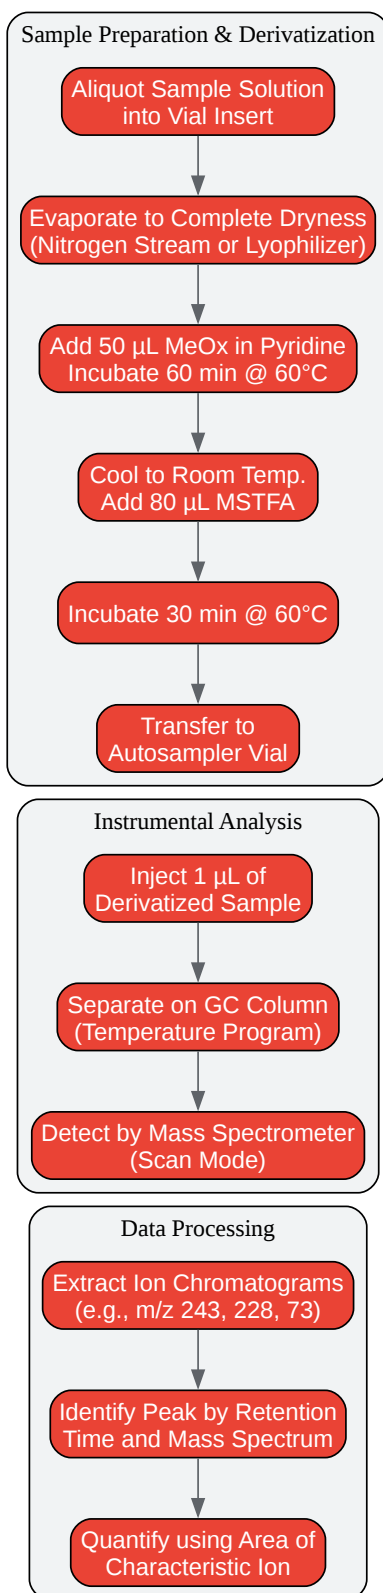 Sample Preparation & Derivatization
Aliquot Sample Solution
into Vial Insert
Evaporate to Complete Dryness
(Nitrogen Stream or Lyophilizer)
Add 50 µL MeOx in Pyridine
Incubate 60 min @ 60°C
Cool to Room Temp.
Add 80 µL MSTFA
Incubate 30 min @ 60°C
Transfer to
Autosampler Vial
Instrumental Analysis
Inject 1 µL of
Derivatized Sample
Separate on GC Column
(Temperature Program)
Detect by Mass Spectrometer
(Scan Mode)
Data Processing
Extract Ion Chromatograms
(e.g., m/z 243, 228, 73)
Identify Peak by Retention
Time and Mass Spectrum
Quantify using Area of
Characteristic Ion